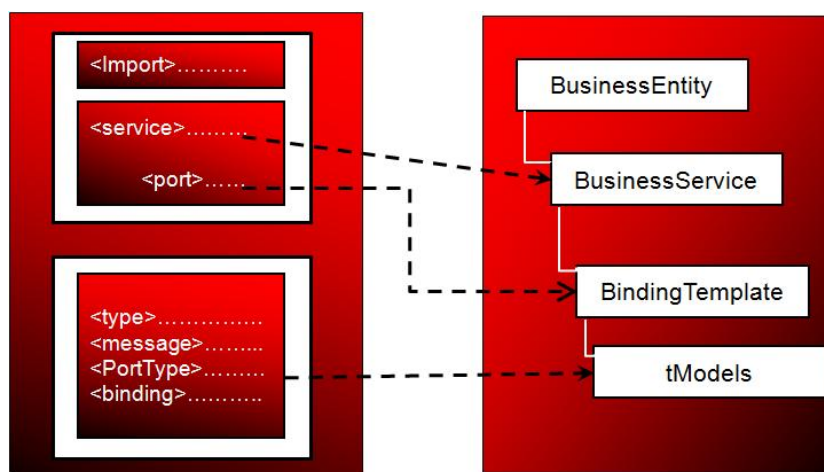 <Import>……….
<service>………
<port>……
<type>…………...
<message>……...
<PortType>………
<binding>………..
BusinessEntity
BusinessService
BindingTemplate
tModels